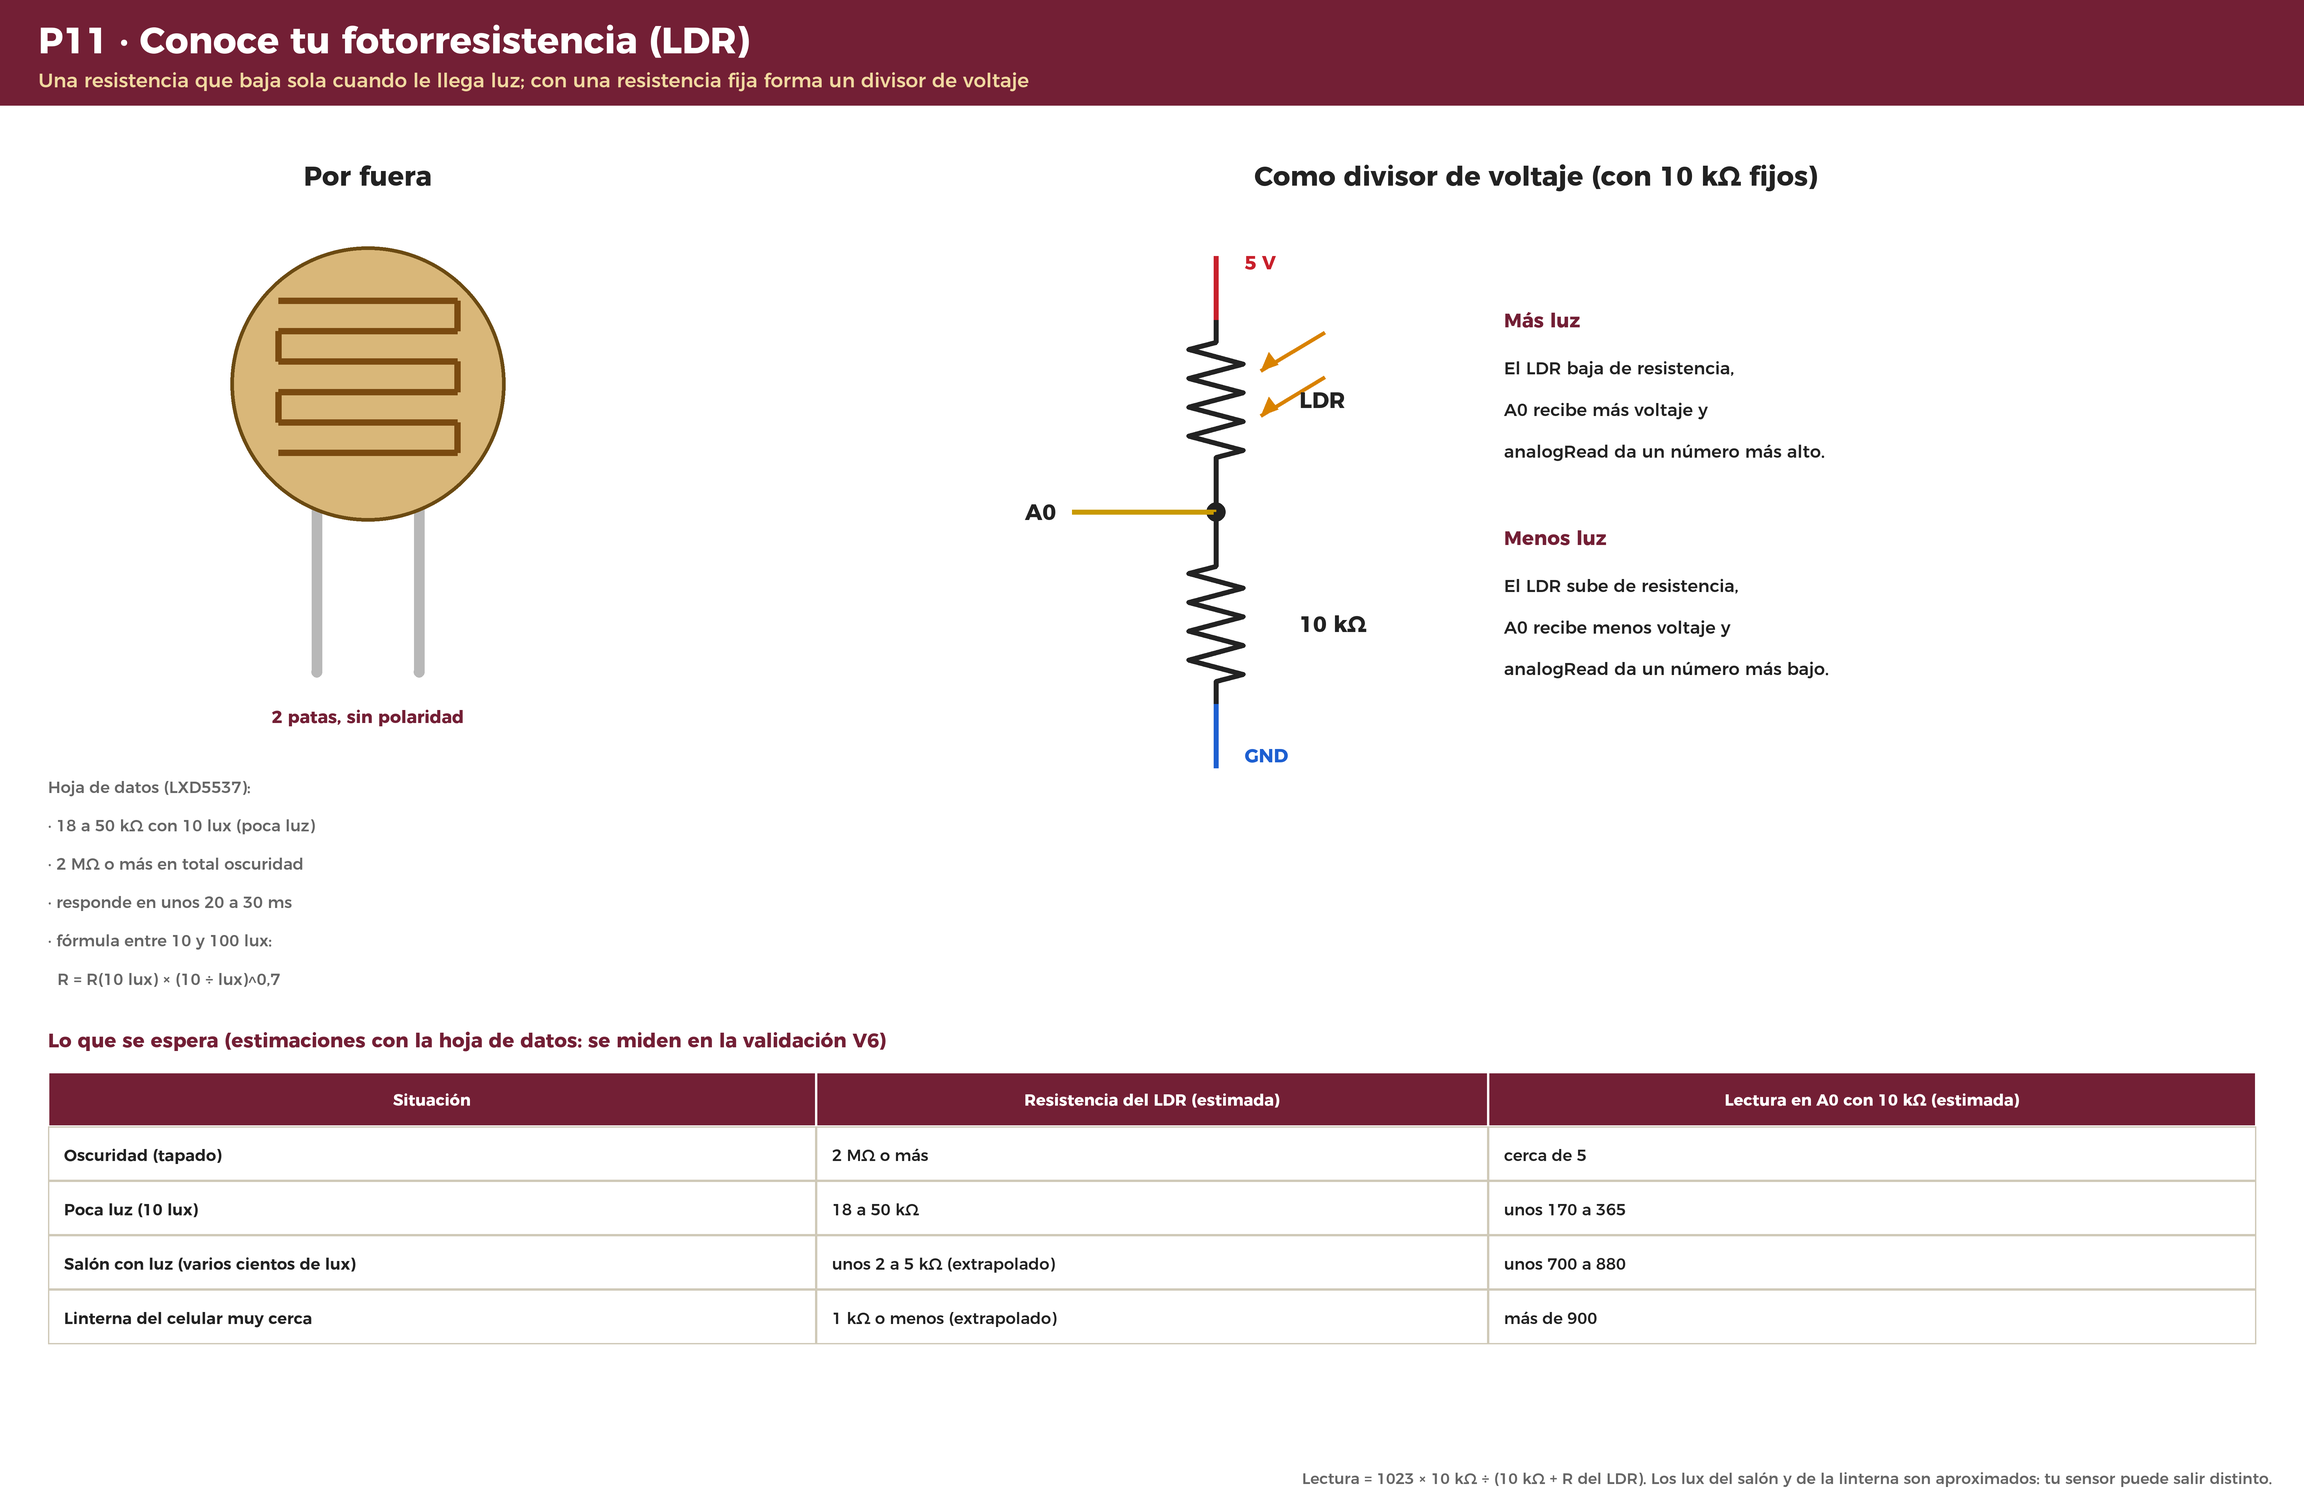 P11 · Conoce tu fotorresistencia (LDR)
Una resistencia que baja sola cuando le llega luz; con una resistencia fija forma un divisor de voltaje
Por fuera
2 patas, sin polaridad
Hoja de datos (LXD5537):
· 18 a 50 kΩ con 10 lux (poca luz)
· 2 MΩ o más en total oscuridad
· responde en unos 20 a 30 ms
· fórmula entre 10 y 100 lux:
R = R(10 lux) × (10 ÷ lux)^0,7
Como divisor de voltaje (con 10 kΩ fijos)
5 V
LDR
A0
10 kΩ
GND
Más luz
El LDR baja de resistencia,
A0 recibe más voltaje y
analogRead da un número más alto.
Menos luz
El LDR sube de resistencia,
A0 recibe menos voltaje y
analogRead da un número más bajo.
Lo que se espera (estimaciones con la hoja de datos: se miden en la validación V6)
Situación Resistencia del LDR (estimada) Lectura en A0 con 10 kΩ (estimada)
Oscuridad (tapado) 2 MΩ o más cerca de 5
Poca luz (10 lux) 18 a 50 kΩ unos 170 a 365
Salón con luz (varios cientos de lux) unos 2 a 5 kΩ (extrapolado) unos 700 a 880
Linterna del celular muy cerca 1 kΩ o menos (extrapolado) más de 900
Lectura = 1023 × 10 kΩ ÷ (10 kΩ + R del LDR). Los lux del salón y de la linterna son aproximados: tu sensor puede salir distinto.